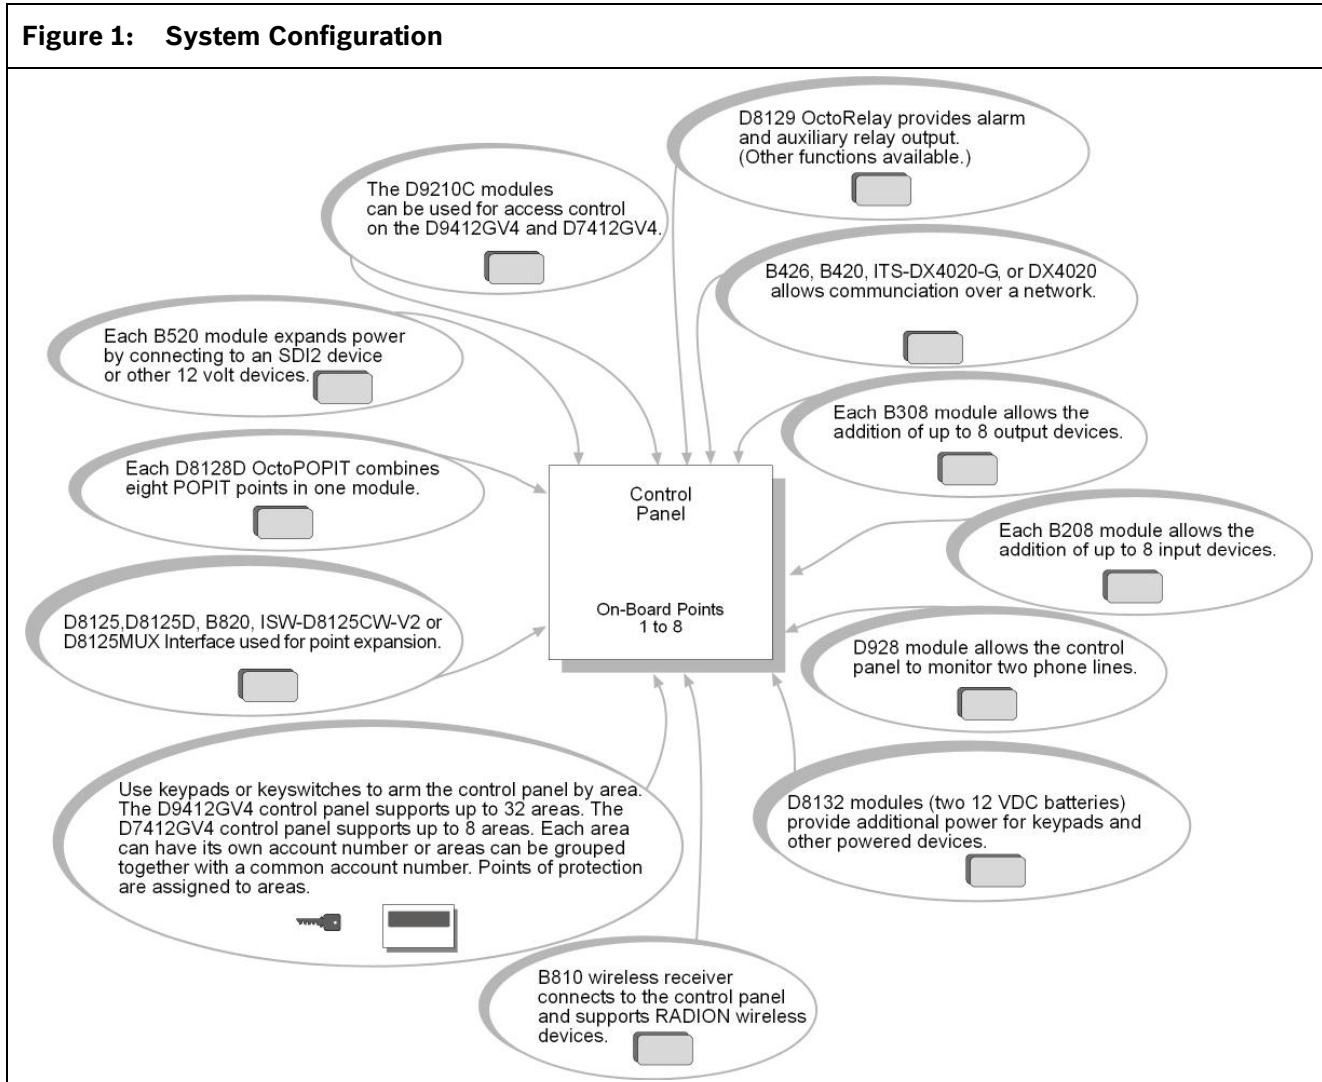 Figure 1: System Configuration
D8129 OctoRelay provides alarm
and auxiliary relay output.
(Other functions available.)
The D9210C modules
can be used for access control
on the D9412GV4 and D7412GV4.
B426, B420, ITS-DX4020-G, or DX4020
allows communciation over a network.
Each B520 module expands power
by connecting to an SDI2 device
or other 12 volt devices.
Each B308 module allows the
addition of up to 8 output devices.
Each D8128D OctoPOPIT combines
eight POPIT points in one module.
Control
Panel
On-Board Points
1 to 8
Each B208 module allows the
addition of up to 8 input devices.
D8125,D8125D, B820, ISW-D8125CW-V2 or
D8125MUX Interface used for point expansion.
D928 module allows the control
panel to monitor two phone lines.
Use keypads or keyswitches to arm the control panel by area.
The D9412GV4 control panel supports up to 32 areas. The
D7412GV4 control panel supports up to 8 areas. Each area
can have its own account number or areas can be grouped
together with a common account number. Points of protection
are assigned to areas.
D8132 modules (two 12 VDC batteries)
provide additional power for keypads and
other powered devices.
B810 wireless receiver
connects to the control panel
and supports RADION wireless
devices.